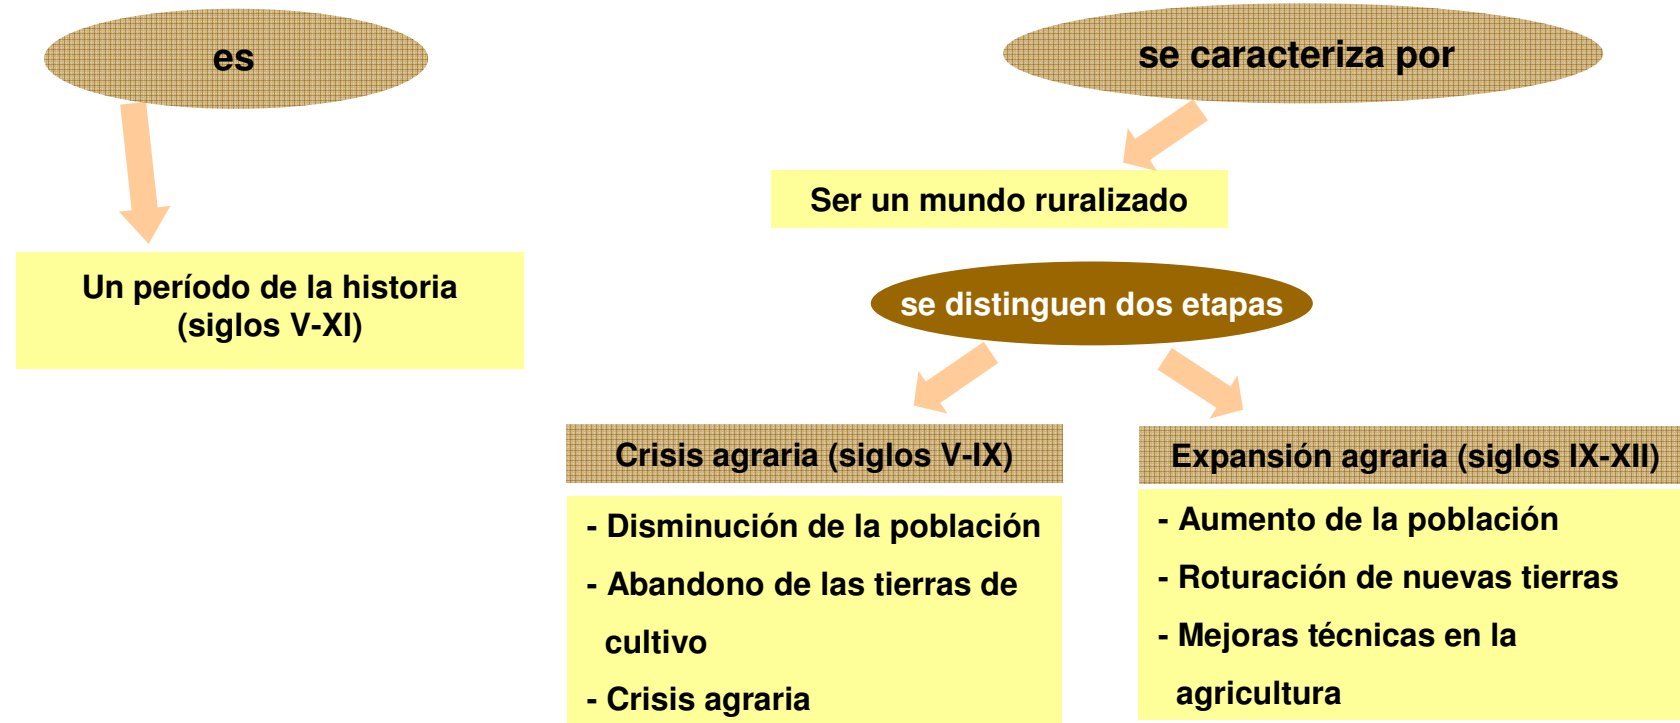 es
Un período de la historia
(siglos V-XI)
se caracteriza por
Ser un mundo ruralizado
se distinguen dos etapas
Crisis agraria (siglos V-IX)
- Disminución de la población
- Abandono de las tierras de
cultivo
- Crisis agraria
Expansión agraria (siglos IX-XII)
- Aumento de la población
- Roturación de nuevas tierras
- Mejoras técnicas en la
agricultura